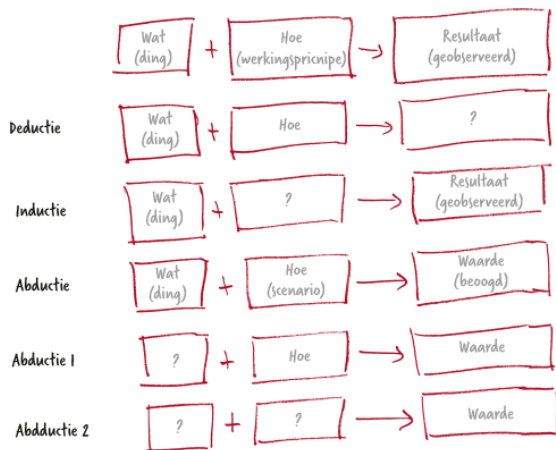 Wat
(ding)
+
Hoe
(werkingspricnipe)
Resultaat
(geobserveerd)
Deductie
Wat
(ding)
+
Hoe
?
Inductie
Wat
(ding)
+
?
Resultaat
(geobserveerd)
Abductie
Wat
(ding)
+
Hoe
(scenario)
Waarde
(beoogd)
Abductie 1
?
+
Hoe
Waarde
Abdductie 2
?
+
?
Waarde